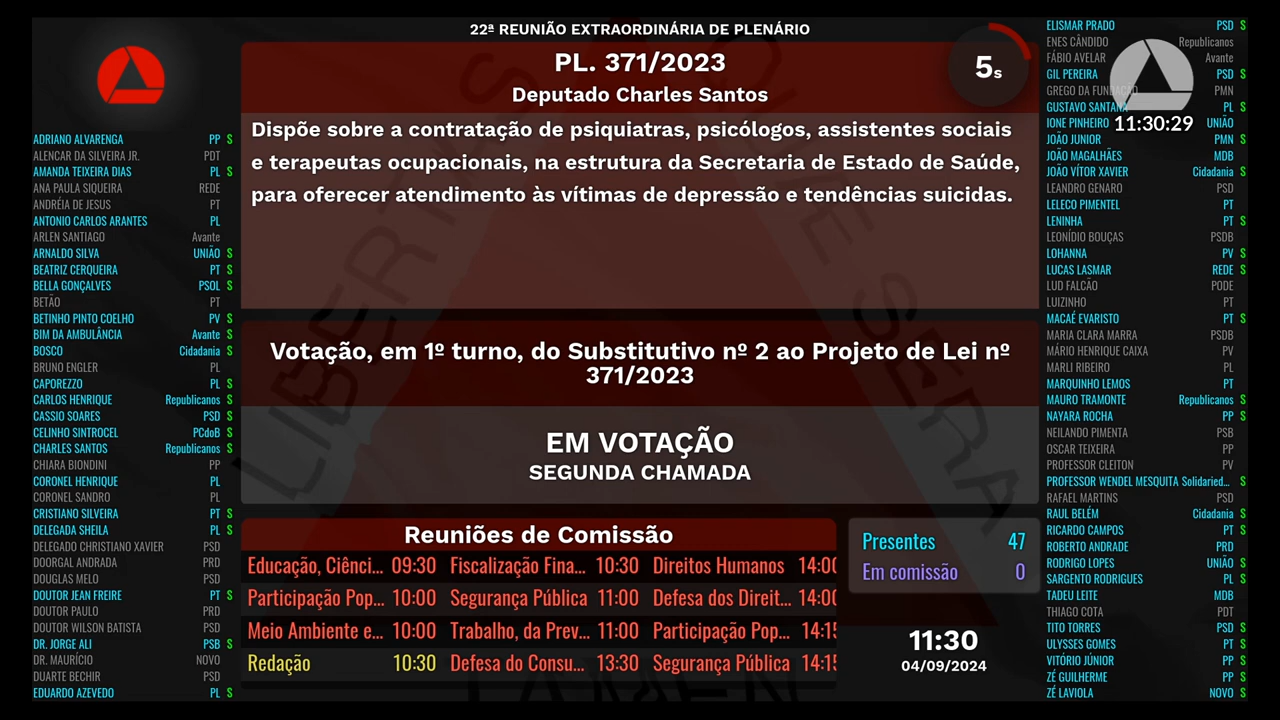 22ª REUNIÃO EXTRAORDINÁRIA DE PLENÁRIO
PL. 371/2023
Deputado Charles Santos
5s
Dispõe sobre a contratação de psiquiatras, psicólogos, assistentes sociais
e terapeutas ocupacionais, na estrutura da Secretaria de Estado de Saúde,
para oferecer atendimento às vítimas de depressão e tendências suicidas.
Votação, em 1º turno, do Substitutivo nº 2 ao Projeto de Lei nº
371/2023
EM VOTAÇÃO
SEGUNDA CHAMADA
Reuniões de Comissão
Educação, Ciênci... 09:30 Fiscalização Fina... 10:30 Direitos Humanos 14:00
Participação Pop... 10:00 Segurança Pública 11:00 Defesa dos Direit... 14:00
Meio Ambiente e... 10:00 Trabalho, da Prev... 11:00 Participação Pop... 14:15
Redação 10:30 Defesa do Consu... 13:30 Segurança Pública 14:15
Presentes 47
Em comissão 0
11:30
04/09/2024
ADRIANO ALVARENGA PP S
ALENCAR DA SILVEIRA JR. PDT
AMANDA TEIXEIRA DIAS PL S
ANA PAULA SIQUEIRA REDE
ANDRÉIA DE JESUS PT
ANTONIO CARLOS ARANTES PL
ARLEN SANTIAGO Avante
ARNALDO SILVA UNIÃO S
BEATRIZ CERQUEIRA PT S
BELLA GONÇALVES PSOL S
BETÃO PT
BETINHO PINTO COELHO PV S
BIM DA AMBULÂNCIA Avante S
BOSCO Cidadania S
BRUNO ENGLER PL
CAPOREZZO PL S
CARLOS HENRIQUE Republicanos S
CASSIO SOARES PSD S
CELINHO SINTROCEL PCdoB S
CHARLES SANTOS Republicanos S
CHIARA BIONDINI PP
CORONEL HENRIQUE PL
CORONEL SANDRO PL
CRISTIANO SILVEIRA PT S
DELEGADA SHEILA PL S
DELEGADO CHRISTIANO XAVIER PSD
DOORGAL ANDRADA PRD
DOUGLAS MELO PSD
DOUTOR JEAN FREIRE PT S
DOUTOR PAULO PRD
DOUTOR WILSON BATISTA PSD
DR. JORGE ALI PSB S
DR. MAURÍCIO NOVO
DUARTE BECHIR PSD
EDUARDO AZEVEDO PL S
ELISMAR PRADO PSD S
ENES CÂNDIDO Republicanos
FÁBIO AVELAR Avante
GIL PEREIRA PSD S
GREGO DA FUNDAÇÃO PMN
GUSTAVO SANTANA PL S
IONE PINHEIRO UNIÃO
11:30:29
JOÃO JUNIOR PMN S
JOÃO MAGALHÃES MDB
JOÃO VÍTOR XAVIER Cidadania S
LEANDRO GENARO PSD
LELECO PIMENTEL PT
LENINHA PT S
LEONÍDIO BOUÇAS PSDB
LOHANNA PV S
LUCAS LASMAR REDE S
LUD FALCÃO PODE
LUIZINHO PT
MACAÉ EVARISTO PT S
MARIA CLARA MARRA PSDB
MÁRIO HENRIQUE CAIXA PV
MARLI RIBEIRO PL
MARQUINHO LEMOS PT
MAURO TRAMONTE Republicanos S
NAYARA ROCHA PP S
NEILANDO PIMENTA PSB
OSCAR TEIXEIRA PP
PROFESSOR CLEITON PV
PROFESSOR WENDEL MESQUITA Solidaried... S
RAFAEL MARTINS PSD
RAUL BELÉM Cidadania S
RICARDO CAMPOS PT S
ROBERTO ANDRADE PRD
RODRIGO LOPES UNIÃO S
SARGENTO RODRIGUES PL S
TADEU LEITE MDB
THIAGO COTA PDT
TITO TORRES PSD S
ULYSSES GOMES PT S
VITÓRIO JÚNIOR PP S
ZÉ GUILHERME PP S
ZÉ LAVIOLA NOVO S